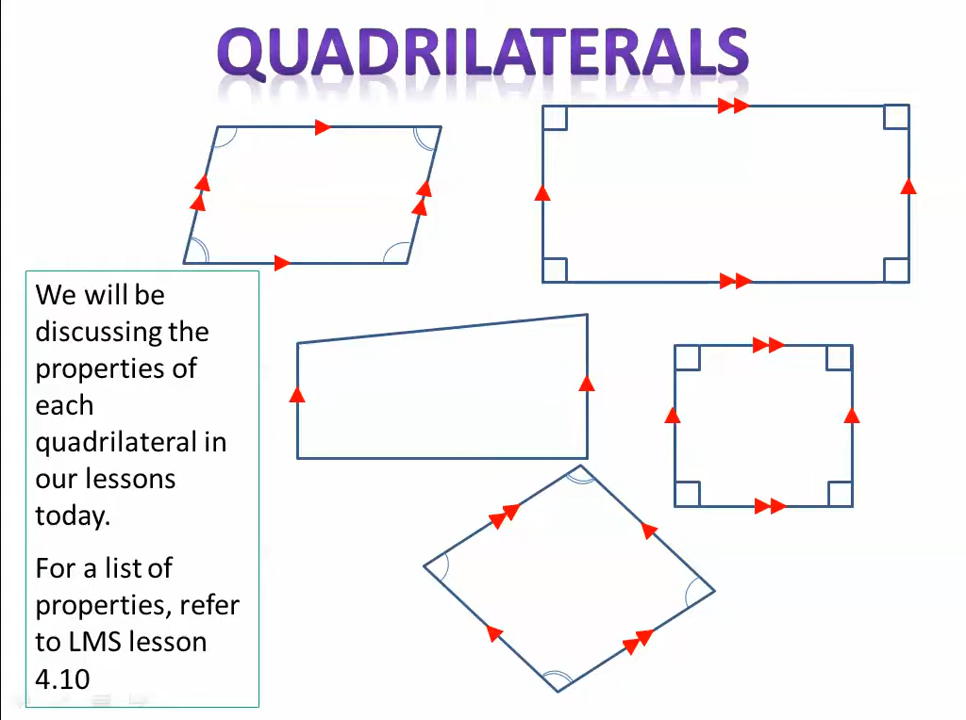 QUADRILATERALS
We will be
discussing the
properties of
each
quadrilateral in
our lessons
today.
For a list of
properties, refer
to LMS lesson
4.10